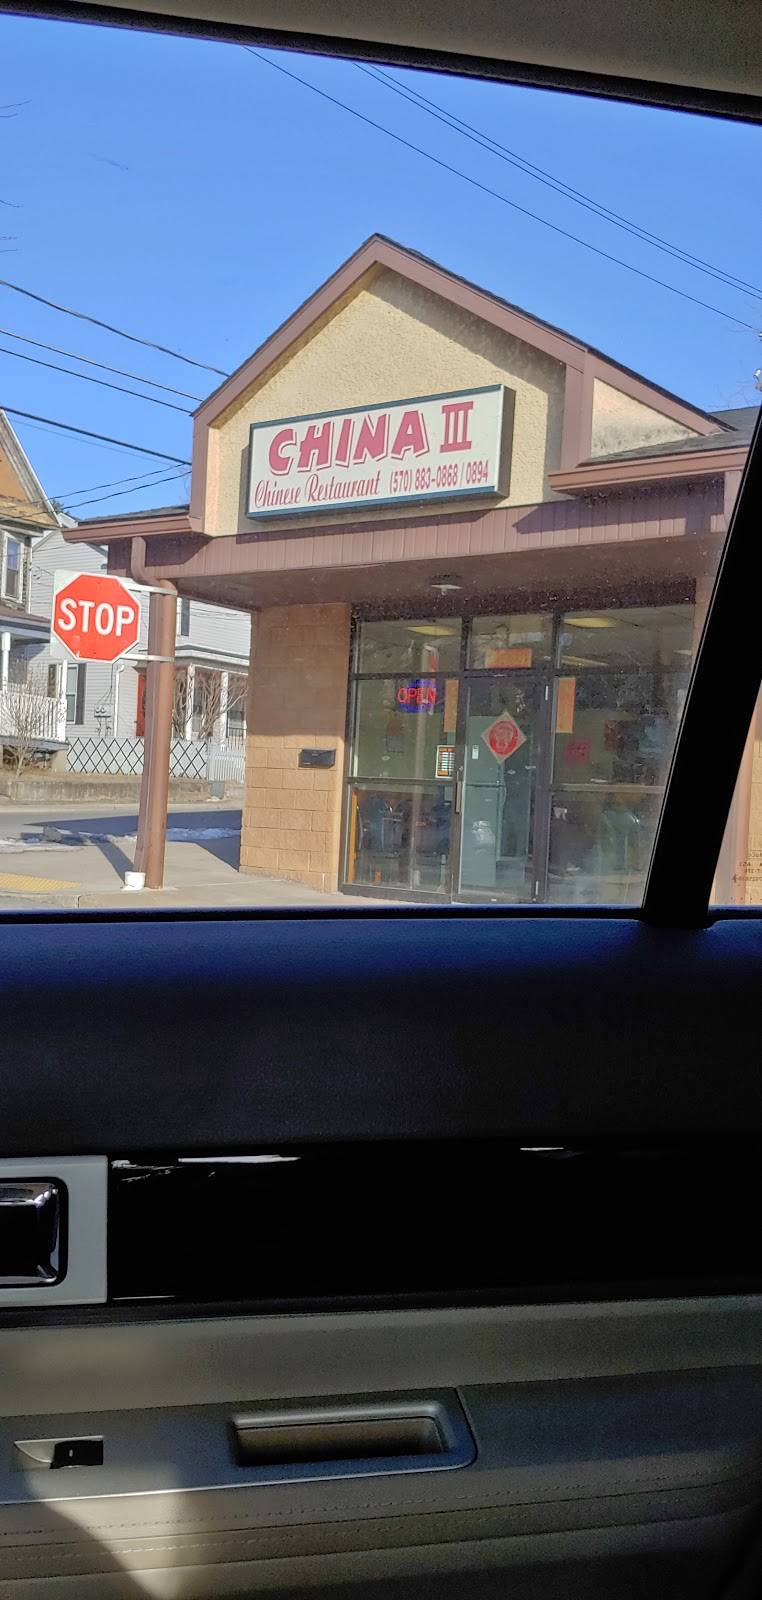 CHINA III
Chinese Restaurant (570) 883-0868 / 0894
STOP
OPEN